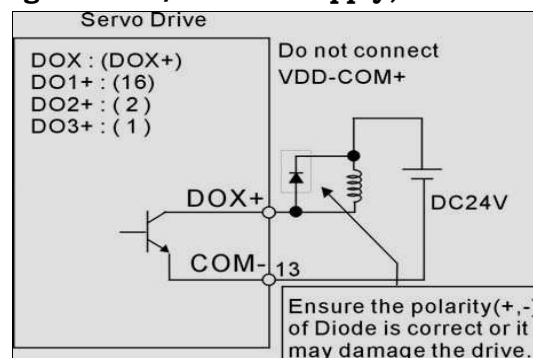 Servo Drive
DOX : (DOX+)
DO1+ : (16)
DO2+ : ( 2 )
DO3+ : ( 1 )
Do not connect
VDD-COM+
DOX+
DC24V
COM-
13
Ensure the polarity(+,-)
of Diode is correct or it
may damage the drive.